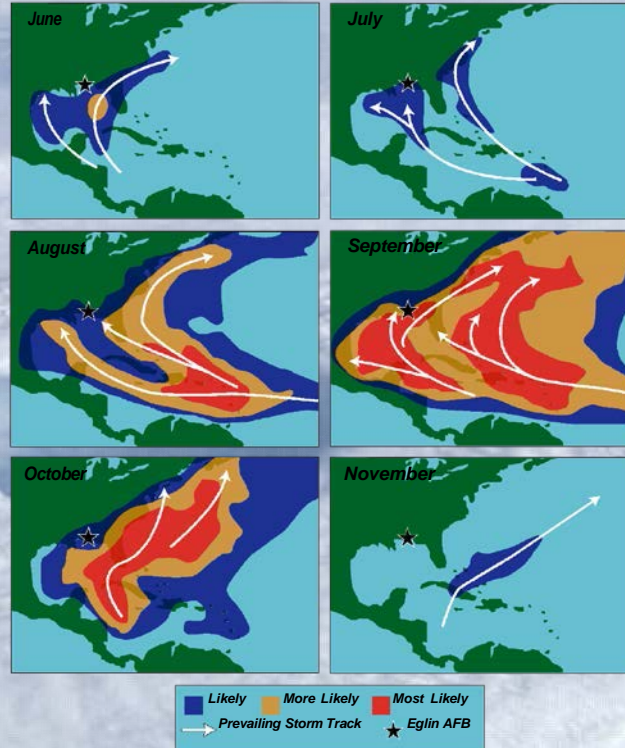 June
July
August
September
October
November
Likely
More Likely
Most Likely
Prevailing Storm Track
Eglin AFB